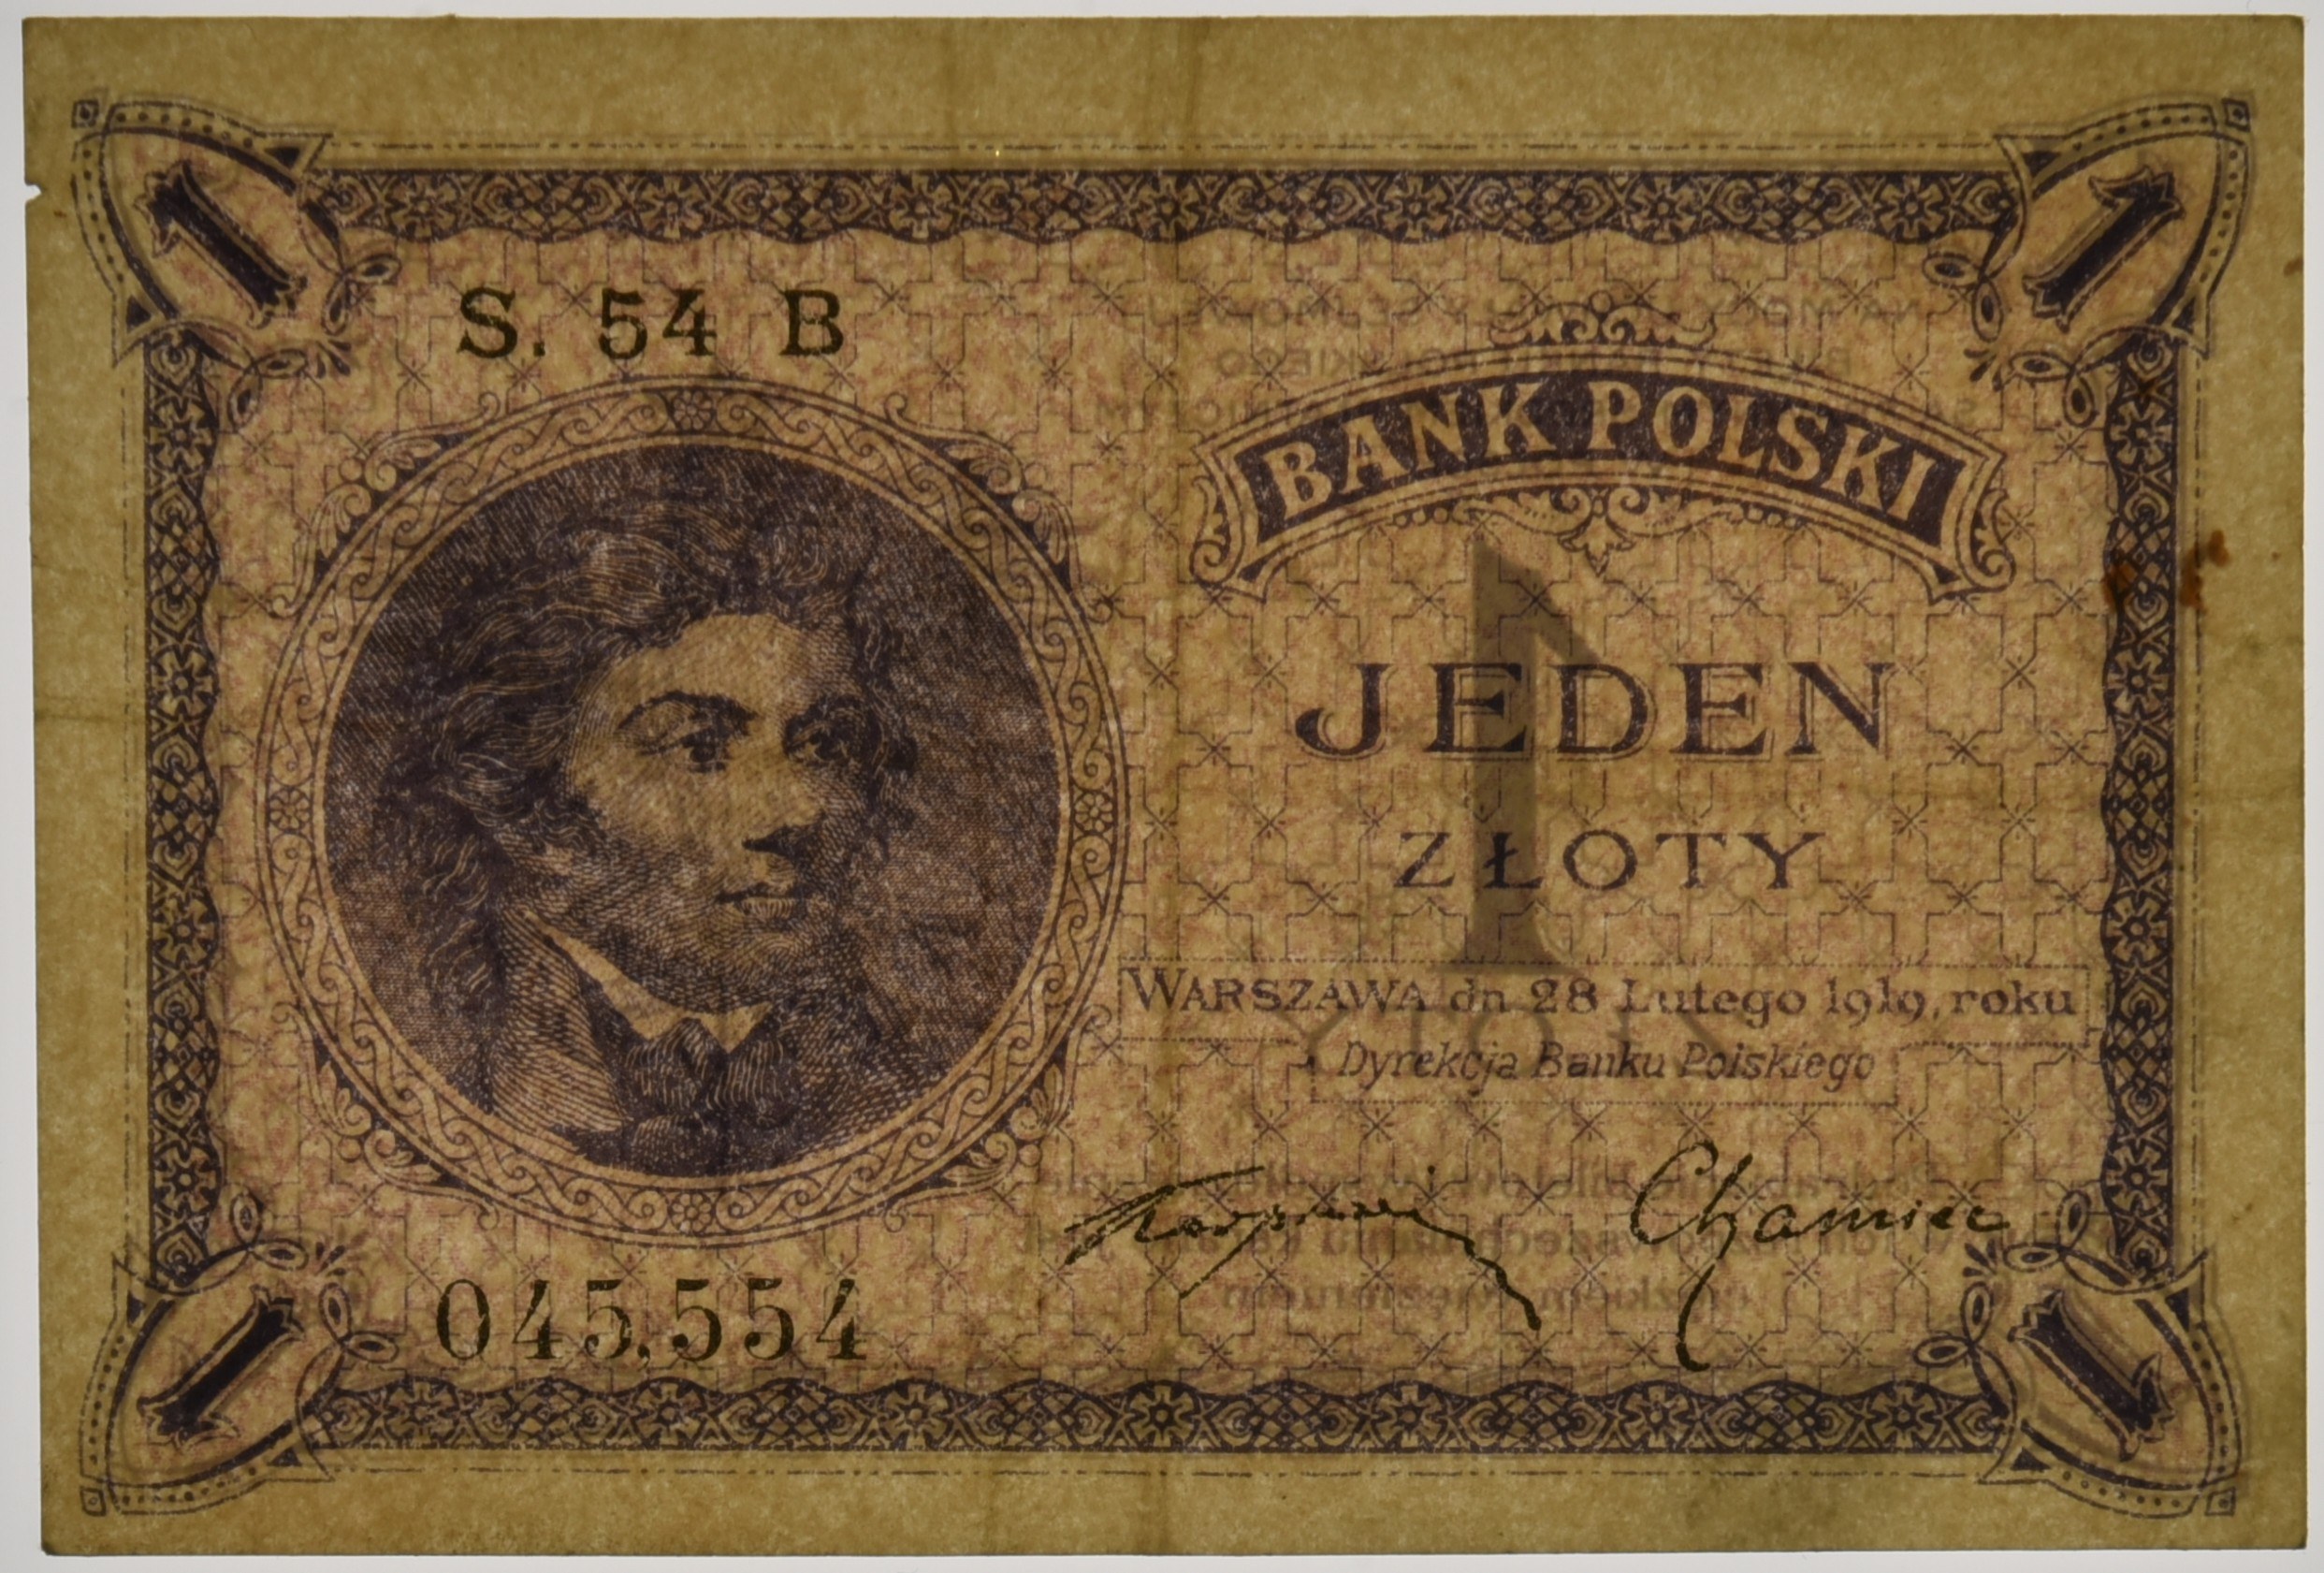 1
1
S. 54 B
BANK POLSKI
JEDEN
ZŁOTY
WARSZAWA dn 28 Lutego 1919, roku
Dyrekcja Banku Polskiego
Karpinski Chamiec
045,554
1
1